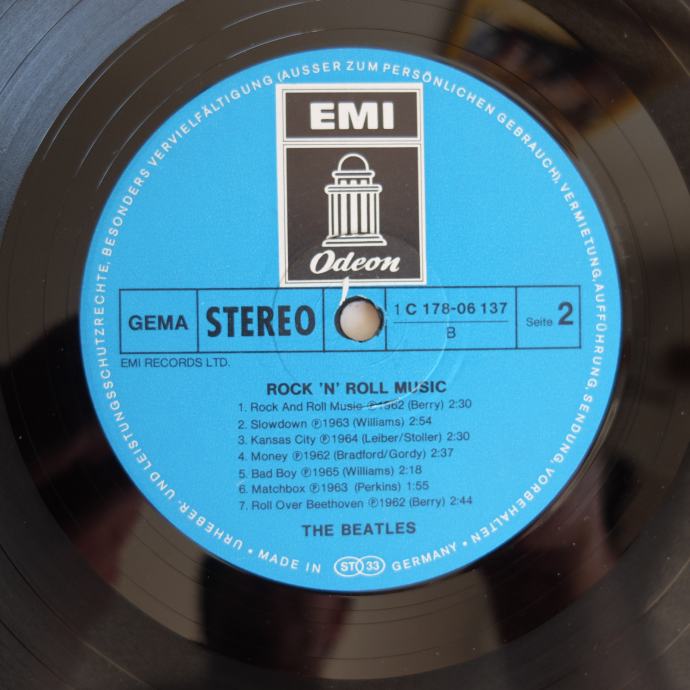 EMI
Odeon
GEMA
STEREO
1 C 178-06 137
B
Seite 2
EMI RECORDS LTD.
ROCK 'N' ROLL MUSIC
1. Rock And Roll Music ℗1962 (Berry) 2:30
2. Slowdown ℗1963 (Williams) 2:54
3. Kansas City ℗1964 (Leiber/Stoller) 2:30
4. Money ℗1962 (Bradford/Gordy) 2:37
5. Bad Boy ℗1965 (Williams) 2:18
6. Matchbox ℗1963 (Perkins) 1:55
7. Roll Over Beethoven ℗1962 (Berry) 2:44
THE BEATLES
URHEBER- UND LEISTUNGSSCHUTZRECHTE, BESONDERS VERVIELFÄLTIGUNG (AUSSER ZUM PERSÖNLICHEN GEBRAUCH), VERMIETUNG, AUFFÜHRUNG, SENDUNG VORBEHALTEN • MADE IN ST 33 GERMANY •